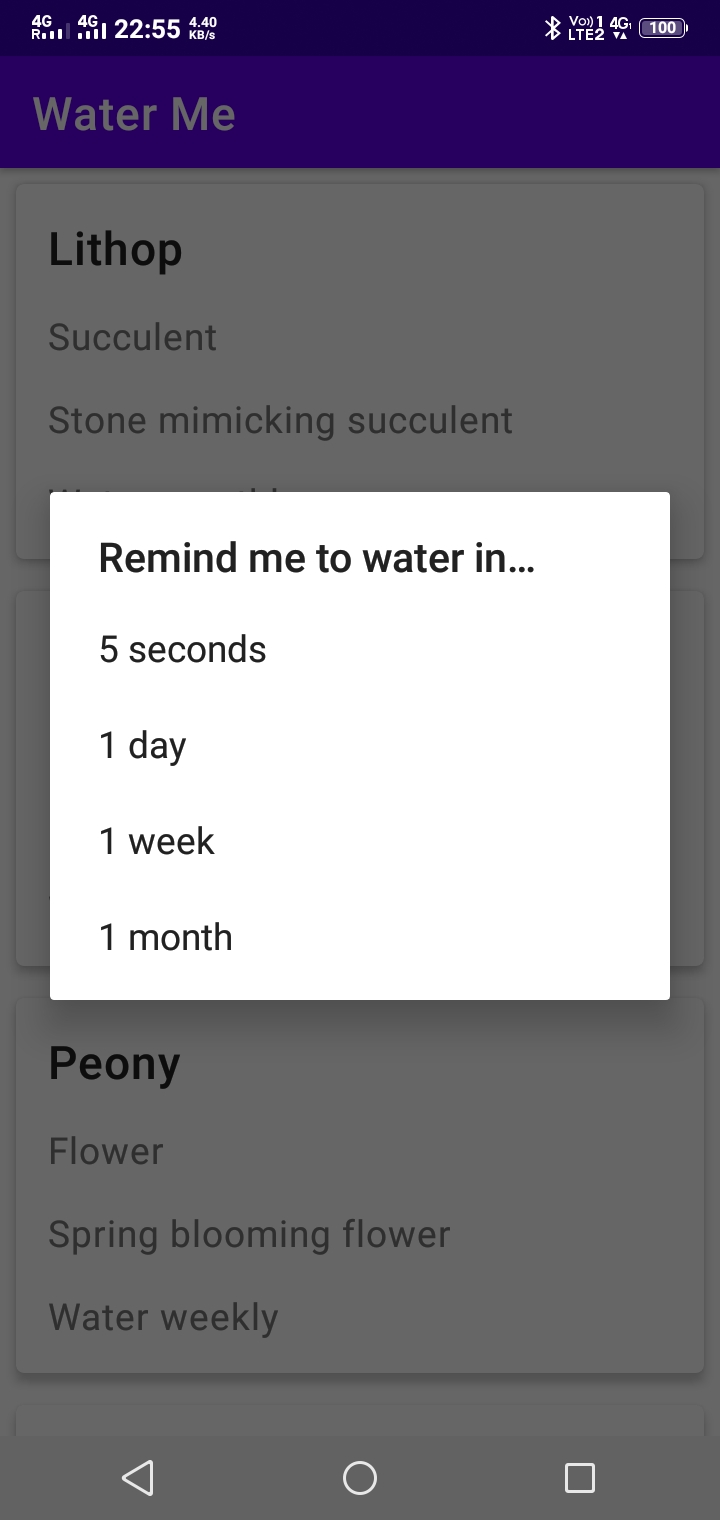 4G R 4G 22:55 4.40 KB/s Vo)) 1 LTE2 4G 100
Water Me
Lithop
Succulent
Stone mimicking succulent
Remind me to water in...
5 seconds
1 day
1 week
1 month
Peony
Flower
Spring blooming flower
Water weekly